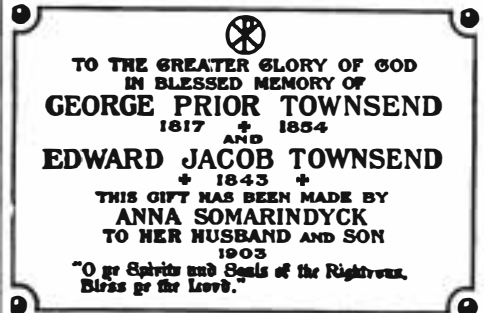 TO THE GREATER GLORY OF GOD
IN BLESSED MEMORY OF
GEORGE PRIOR TOWNSEND
1817 + 1854
AND
EDWARD JACOB TOWNSEND
+ 1843 +
THIS GIFT HAS BEEN MADE BY
ANNA SOMARINDYCK
TO HER HUSBAND AND SON
1903
"O ye Spirits and Souls of the Righteous,
Bless ye the Lord."